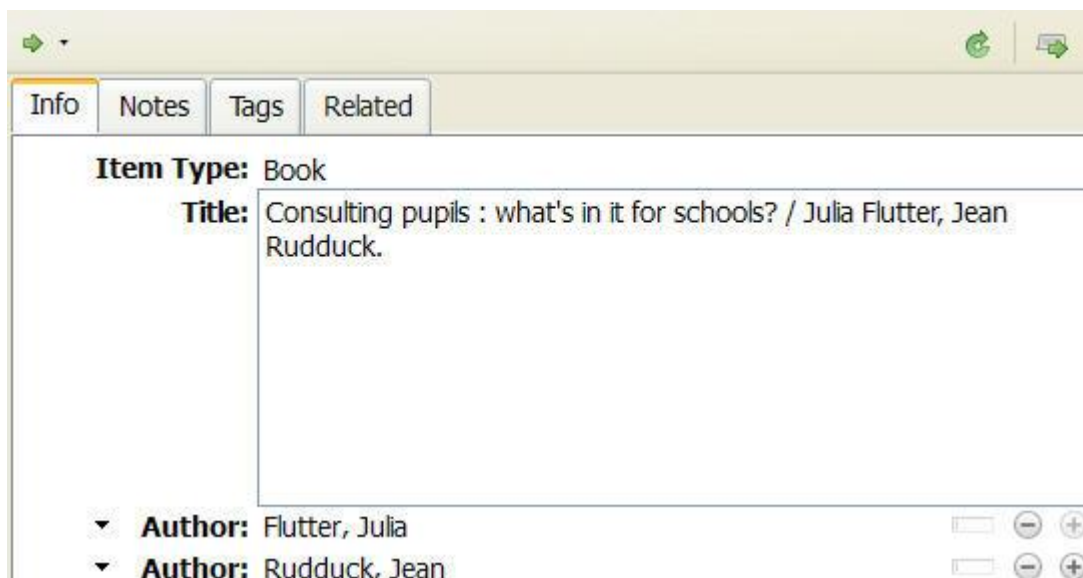 Info Notes Tags Related
Item Type: Book
Title: Consulting pupils : what's in it for schools? / Julia Flutter, Jean
Rudduck.
Author: Flutter, Julia
Author: Rudduck, Jean